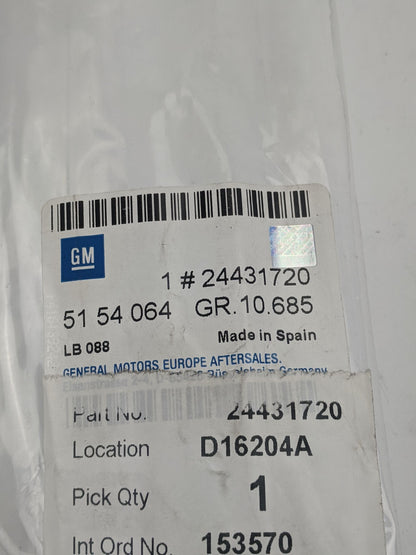 GM
1 # 24431720
51 54 064 GR.10.685
LB 088 Made in Spain
GENERAL MOTORS EUROPE AFTERSALES.
Germany
Part No. 24431720
Location D16204A
Pick Qty 1
Int Ord No. 153570